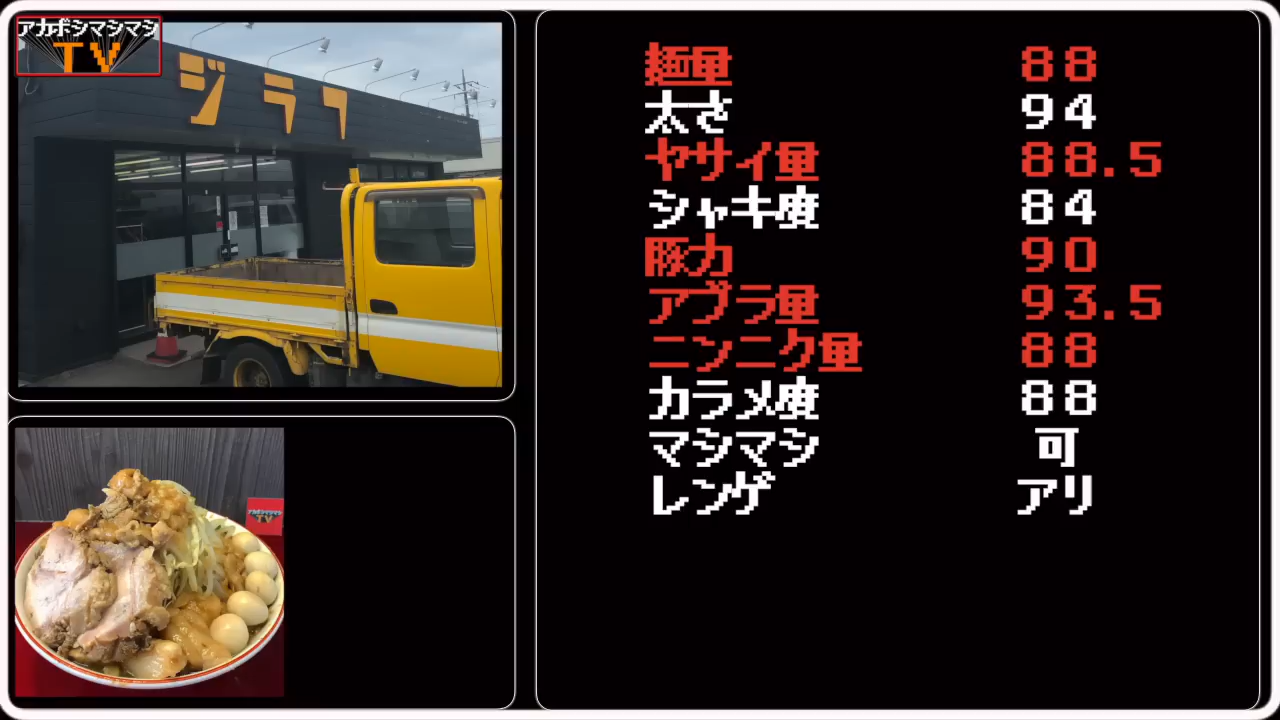 アカボシマシマシ
TV
ジラフ
麺量 88
太さ 94
ヤサイ量 88.5
シャキ度 84
豚力 90
アブラ量 93.5
ニンニク量 88
カラメ度 88
マシマシ 可
レンゲ アリ